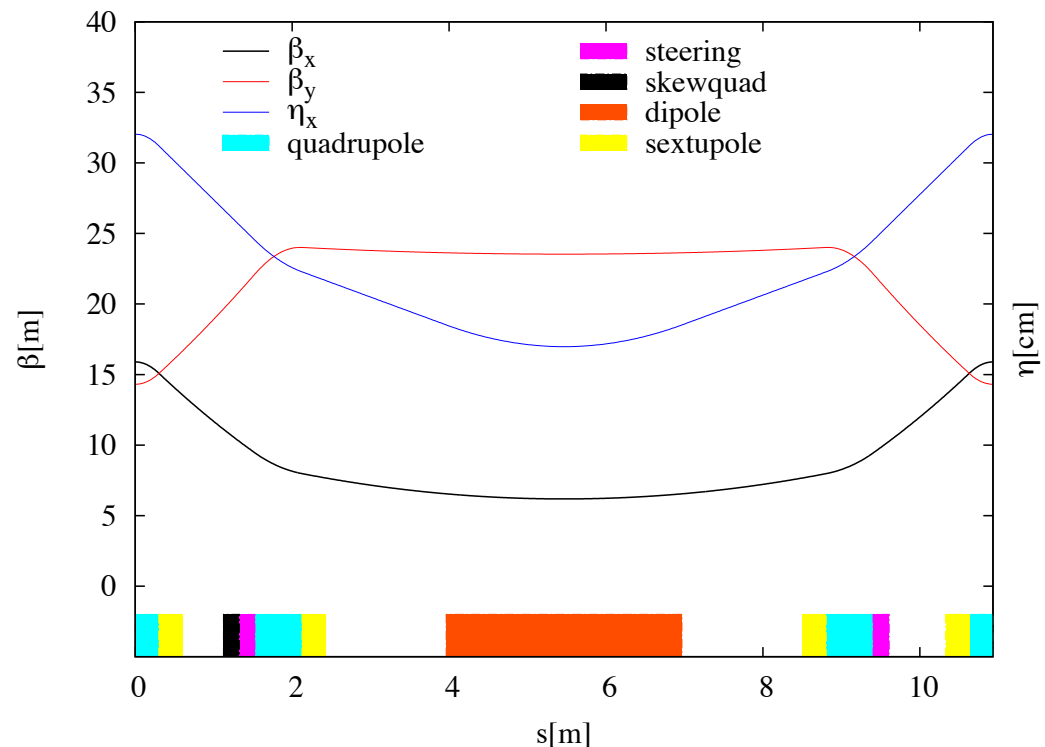 40
35
30
25
20
15
10
5
0
β[m]
η[cm]
β_x
β_y
η_x
quadrupole
steering
skewquad
dipole
sextupole
0 2 4 6 8 10
s[m]